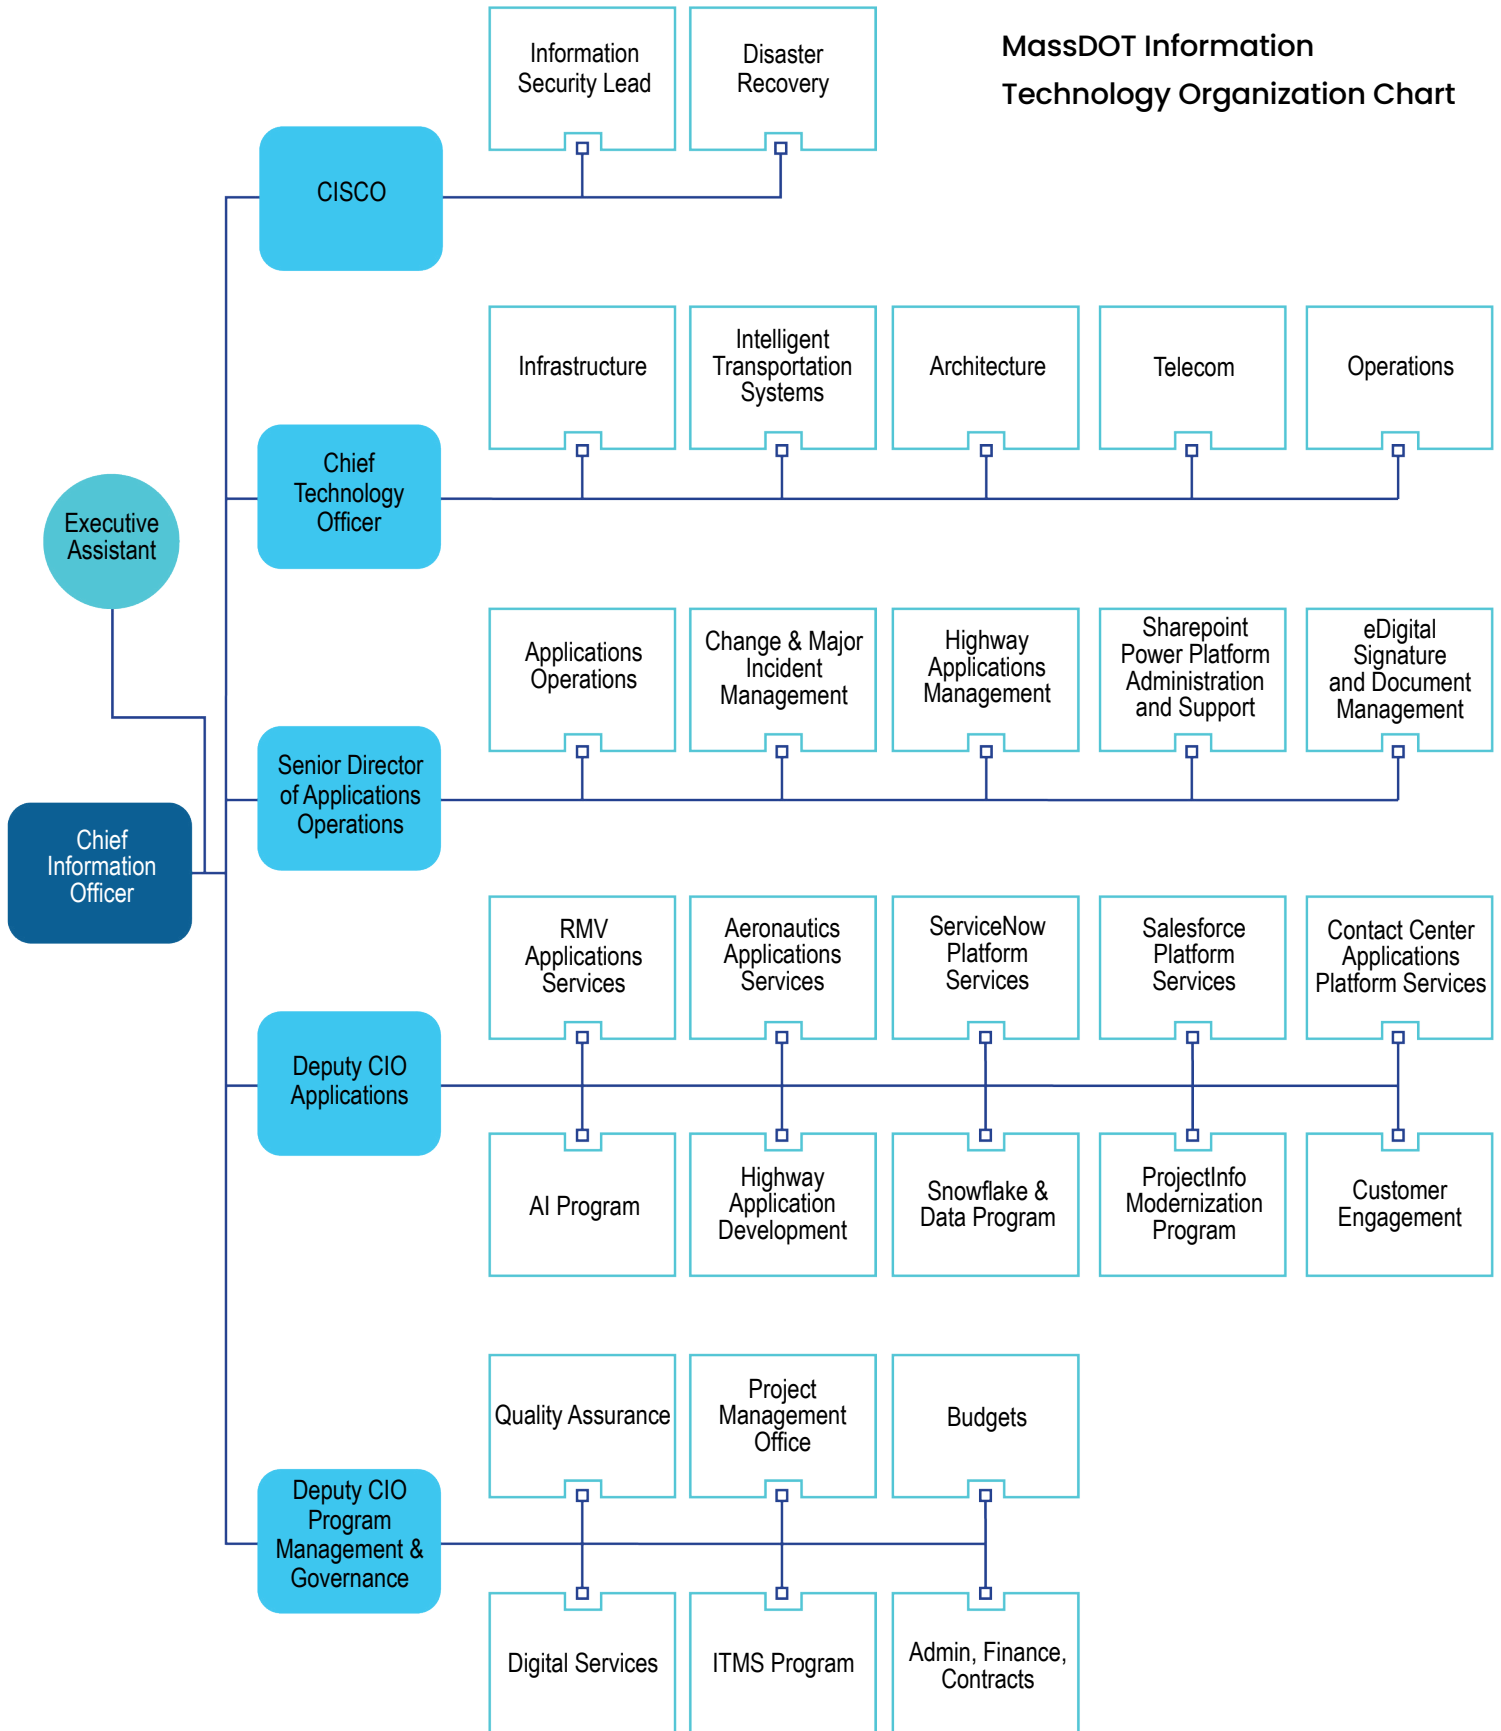 MassDOT Information
Technology Organization Chart
Information
Security Lead
Disaster
Recovery
CISCO
Infrastructure
Intelligent
Transportation
Systems
Architecture
Telecom
Operations
Chief
Technology
Officer
Executive
Assistant
Applications
Operations
Change & Major
Incident
Management
Highway
Applications
Management
Sharepoint
Power Platform
Administration
and Support
eDigital
Signature
and Document
Management
Senior Director
of Applications
Operations
Chief
Information
Officer
RMV
Applications
Services
Aeronautics
Applications
Services
ServiceNow
Platform
Services
Salesforce
Platform
Services
Contact Center
Applications
Platform Services
Deputy CIO
Applications
AI Program
Highway
Application
Development
Snowflake &
Data Program
ProjectInfo
Modernization
Program
Customer
Engagement
Quality Assurance
Project
Management
Office
Budgets
Deputy CIO
Program
Management &
Governance
Digital Services
ITMS Program
Admin, Finance,
Contracts